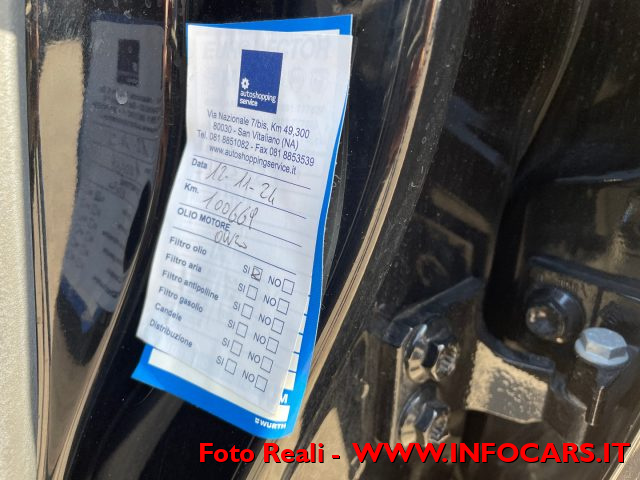 autoshopping
service
Via Nazionale 7/bis, Km 49.300
80030 - San Vitaliano (NA)
Tel. 081 8851082 - Fax 081 8853539
www.autoshoppingservice.it
Data 12-11-24
Km. 100669
OLIO MOTORE 0W20
Filtro olio SI NO
Filtro aria SI NO
Filtro antipolline SI NO
Filtro gasolio SI NO
Candele SI NO
Distribuzione SI NO
WÜRTH
Foto Reali - WWW.INFOCARS.IT